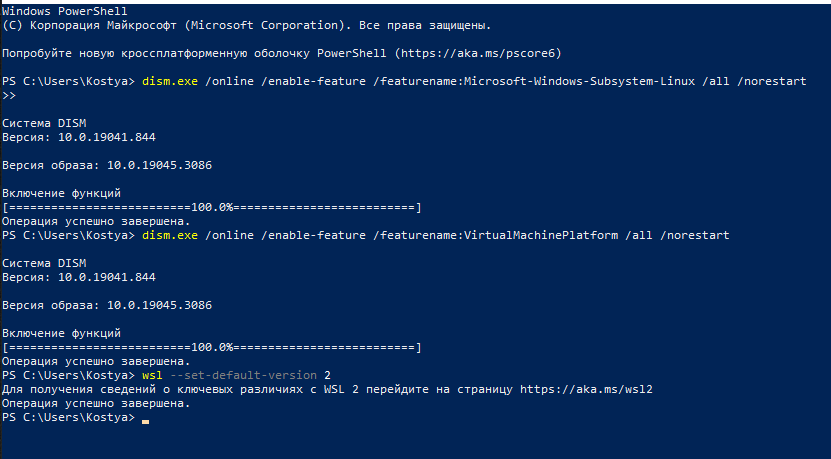 Windows PowerShell
(C) Корпорация Майкрософт (Microsoft Corporation). Все права защищены.
Попробуйте новую кроссплатформенную оболочку PowerShell (https://aka.ms/pscore6)
PS C:\Users\Kostya> dism.exe /online /enable-feature /featurename:Microsoft-Windows-Subsystem-Linux /all /norestart
>>
Cистема DISM
Версия: 10.0.19041.844
Версия образа: 10.0.19045.3086
Включение функций
[==========================100.0%==========================]
Операция успешно завершена.
PS C:\Users\Kostya> dism.exe /online /enable-feature /featurename:VirtualMachinePlatform /all /norestart
Cистема DISM
Версия: 10.0.19041.844
Версия образа: 10.0.19045.3086
Включение функций
[==========================100.0%==========================]
Операция успешно завершена.
PS C:\Users\Kostya> wsl --set-default-version 2
Для получения сведений о ключевых различиях с WSL 2 перейдите на страницу https://aka.ms/wsl2
Операция успешно завершена.
PS C:\Users\Kostya>